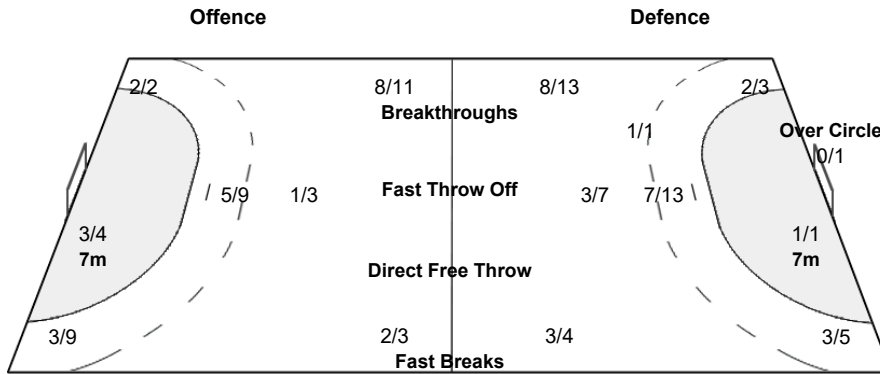 Offence Defence
2/2 8/11 8/13 2/3
Breakthroughs
1/1 Over Circle
0/1
5/9 1/3 Fast Throw Off 3/7 7/13
3/4 1/1
7m 7m
Direct Free Throw
3/9 2/3 3/4 3/5
Fast Breaks